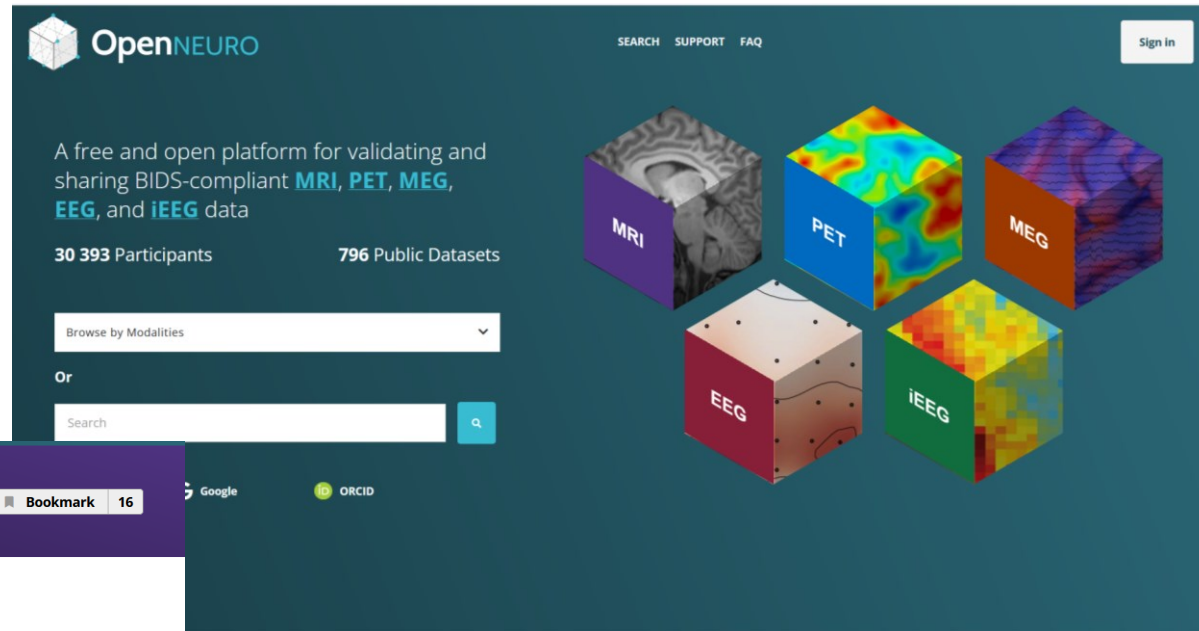 OpenNEURO
SEARCH SUPPORT FAQ
Sign in
A free and open platform for validating and
sharing BIDS-compliant MRI, PET, MEG,
EEG, and iEEG data
30 393 Participants
796 Public Datasets
MRI
PET
MEG
EEG
iEEG
Browse by Modalities
Or
Search
Google
iD ORCID
Bookmark 16